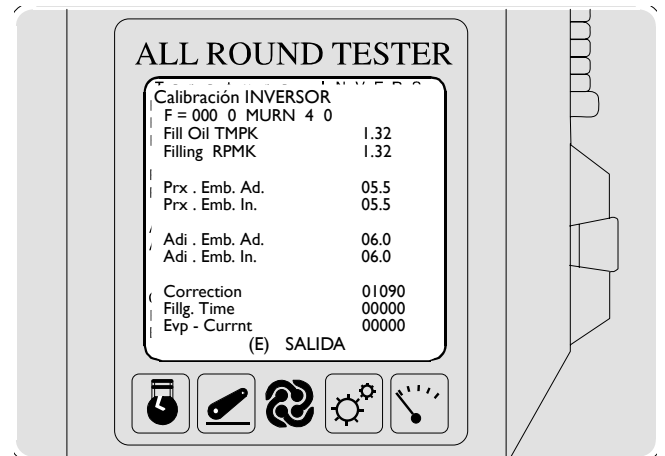 ALL ROUND TESTER
Calibración INVERSOR
F = 000 0 MURN 4 0
Fill Oil TMPK 1.32
Filling RPMK 1.32
Prx . Emb. Ad. 05.5
Prx . Emb. In. 05.5
Adi . Emb. Ad. 06.0
Adi . Emb. In. 06.0
Correction 01090
Fillg. Time 00000
Evp - Currnt 00000
(E) SALIDA